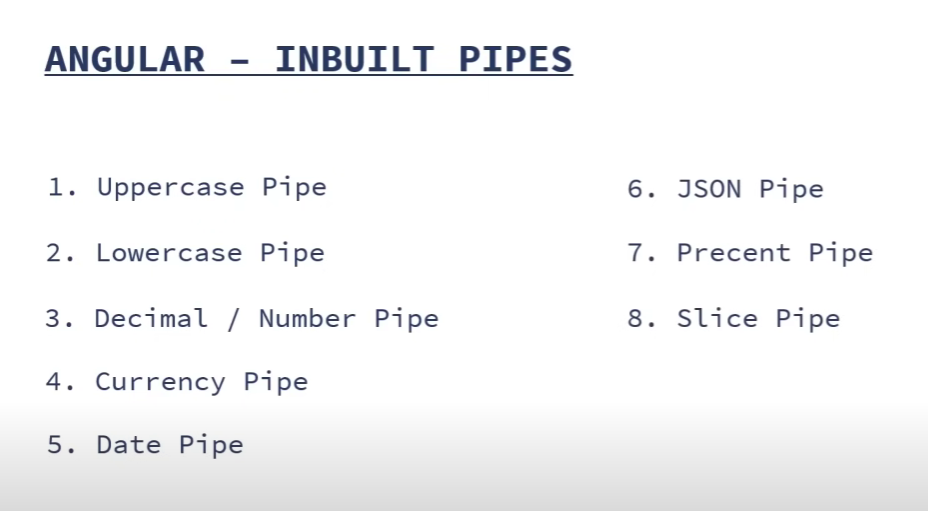 ANGULAR – INBUILT PIPES
1. Uppercase Pipe
2. Lowercase Pipe
3. Decimal / Number Pipe
4. Currency Pipe
5. Date Pipe
6. JSON Pipe
7. Precent Pipe
8. Slice Pipe